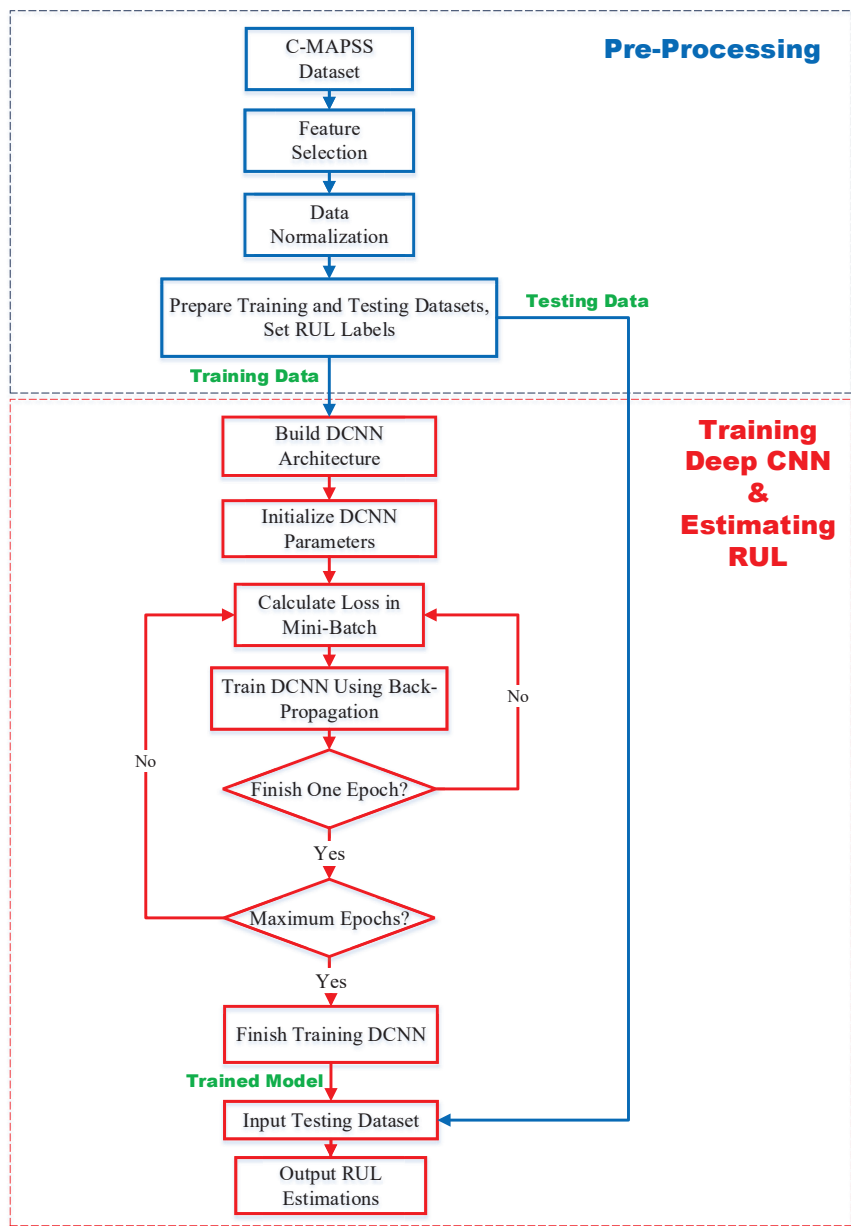 C-MAPSS
Dataset
Pre-Processing
Feature
Selection
Data
Normalization
Prepare Training and Testing Datasets,
Set RUL Labels
Testing Data
Training Data
Build DCNN
Architecture
Training
Deep CNN
&
Estimating
RUL
Initialize DCNN
Parameters
Calculate Loss in
Mini-Batch
Train DCNN Using Back-
Propagation
No
No
Finish One Epoch?
Yes
Maximum Epochs?
Yes
Finish Training DCNN
Trained Model
Input Testing Dataset
Output RUL
Estimations